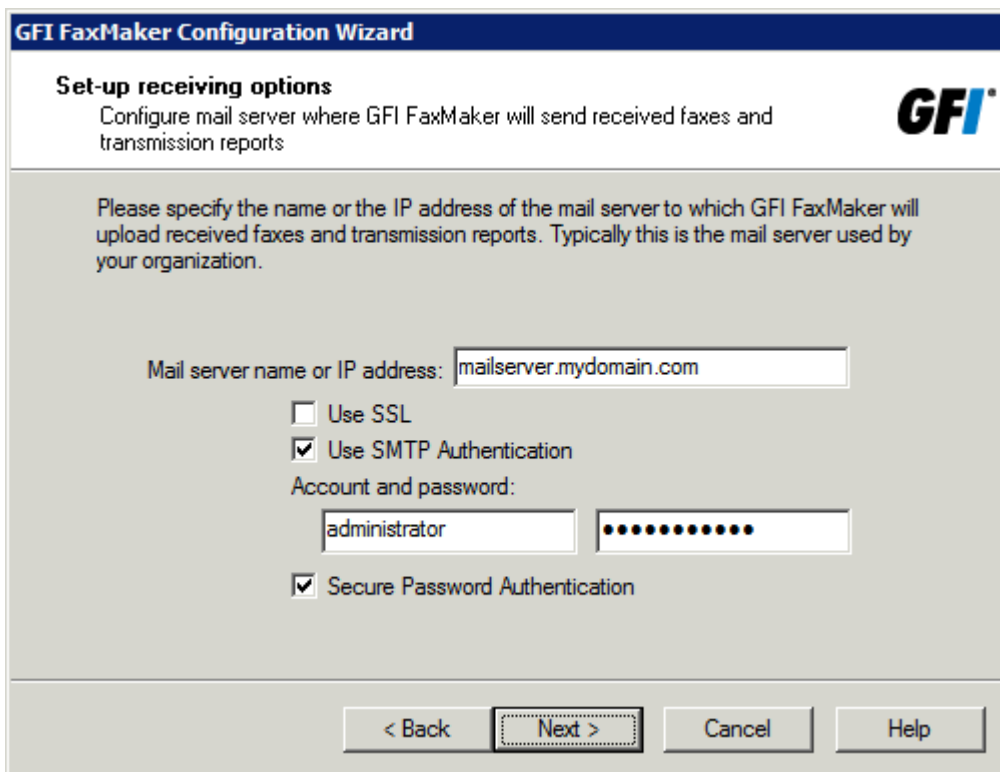 GFI FaxMaker Configuration Wizard
Set-up receiving options
Configure mail server where GFI FaxMaker will send received faxes and
transmission reports
GFI
Please specify the name or the IP address of the mail server to which GFI FaxMaker will
upload received faxes and transmission reports. Typically this is the mail server used by
your organization.
Mail server name or IP address: mailserver.mydomain.com
Use SSL
Use SMTP Authentication
Account and password:
administrator ●●●●●●●●●●●
Secure Password Authentication
< Back Next > Cancel Help